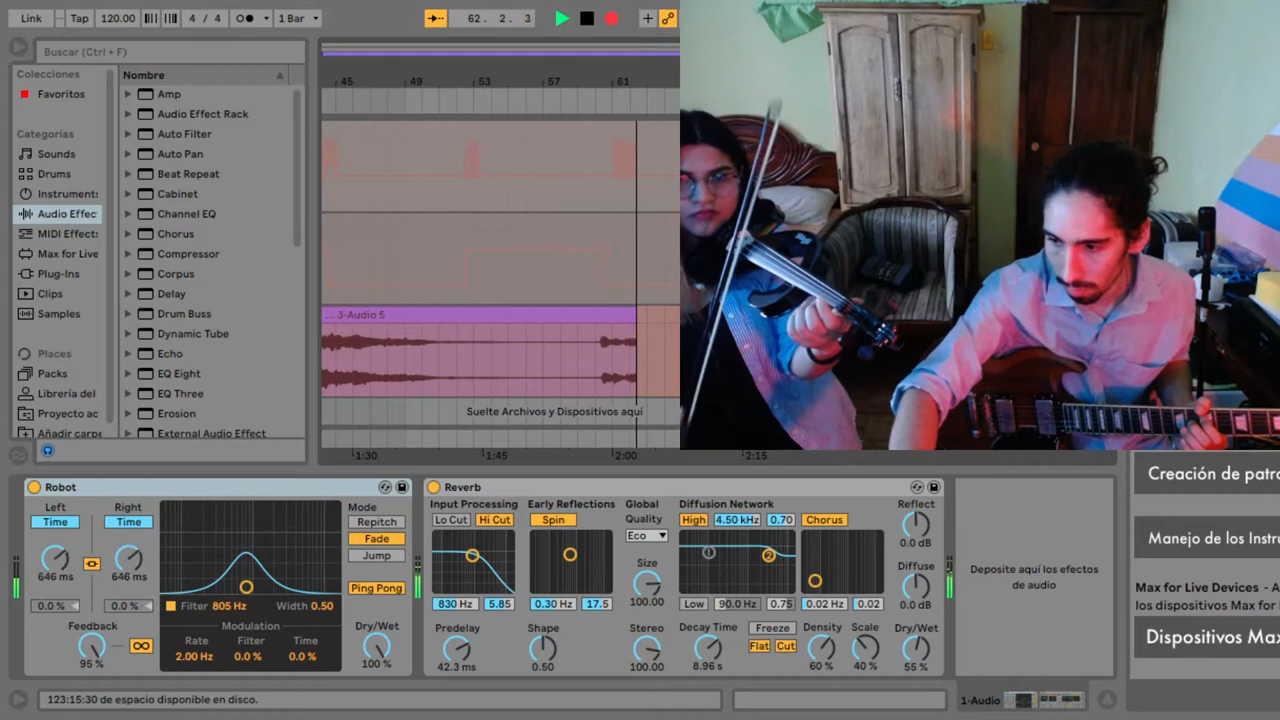 Link Tap 120.00 4 / 4 1 Bar 62. 2. 3
Buscar (Ctrl + F)
Colecciones
Favoritos
Categorías
Sounds
Drums
Instruments
Audio Effec
MIDI Effects
Max for Live
Plug-Ins
Clips
Samples
Places
Packs
Librería del
Proyecto ac
Añadir carpe
Nombre
Amp
Audio Effect Rack
Auto Filter
Auto Pan
Beat Repeat
Cabinet
Channel EQ
Chorus
Compressor
Corpus
Delay
Drum Buss
Dynamic Tube
Echo
EQ Eight
EQ Three
Erosion
External Audio Effect
45 49 53 57 61
... 3-Audio 5
Suelte Archivos y Dispositivos aquí
1:30 1:45 2:00 2:15
Robot
Left Right
Time Time
646 ms 646 ms
0.0 % 0.0 %
Feedback
95 %
Filter 805 Hz Width 0.50
Modulation
Rate Filter Time
2.00 Hz 0.0 % 0.0 %
Mode
Repitch
Fade
Jump
Ping Pong
Dry/Wet
100 %
Reverb
Input Processing
Lo Cut Hi Cut
830 Hz 5.85
Predelay
42.3 ms
Early Reflections
Spin
0.30 Hz 17.5
Shape
0.50
Global
Quality
Eco
Size
100.00
Stereo
100.00
Diffusion Network
High 4.50 kHz 0.70 Chorus
1 2
Low 90.0 Hz 0.75 0.02 Hz 0.02
Decay Time
8.96 s
Freeze
Flat Cut
Density
60 %
Scale
40 %
Reflect
0.0 dB
Diffuse
0.0 dB
Dry/Wet
55 %
Deposite aquí los efectos
de audio
Creación de patro
Manejo de los Instru
Max for Live Devices - A
los dispositivos Max for
Dispositivos Max
123:15:30 de espacio disponible en disco.
1-Audio